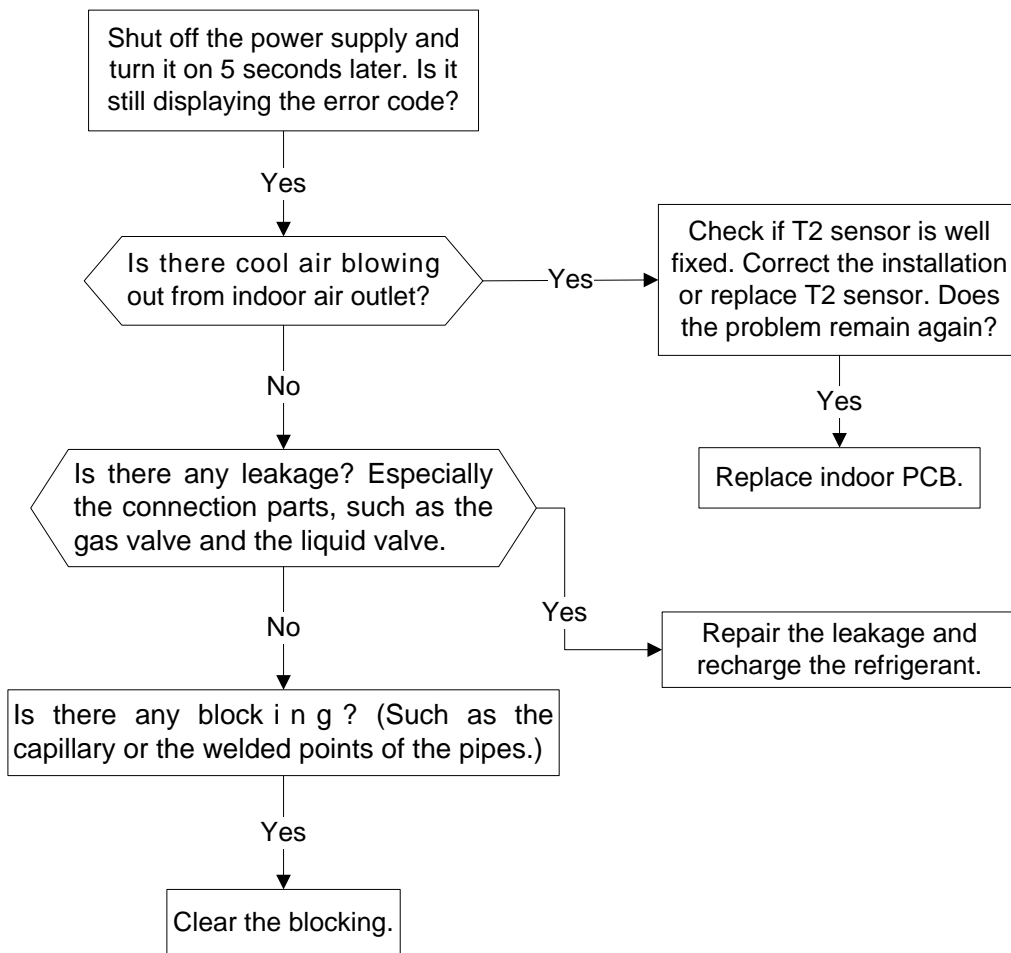 Shut off the power supply and
turn it on 5 seconds later. Is it
still displaying the error code?
Yes
Is there cool air blowing
out from indoor air outlet?
Yes
Check if T2 sensor is well
fixed. Correct the installation
or replace T2 sensor. Does
the problem remain again?
Yes
Replace indoor PCB.
No
Is there any leakage? Especially
the connection parts, such as the
gas valve and the liquid valve.
Yes
Repair the leakage and
recharge the refrigerant.
No
Is there any blocking? (Such as the
capillary or the welded points of the pipes.)
Yes
Clear the blocking.